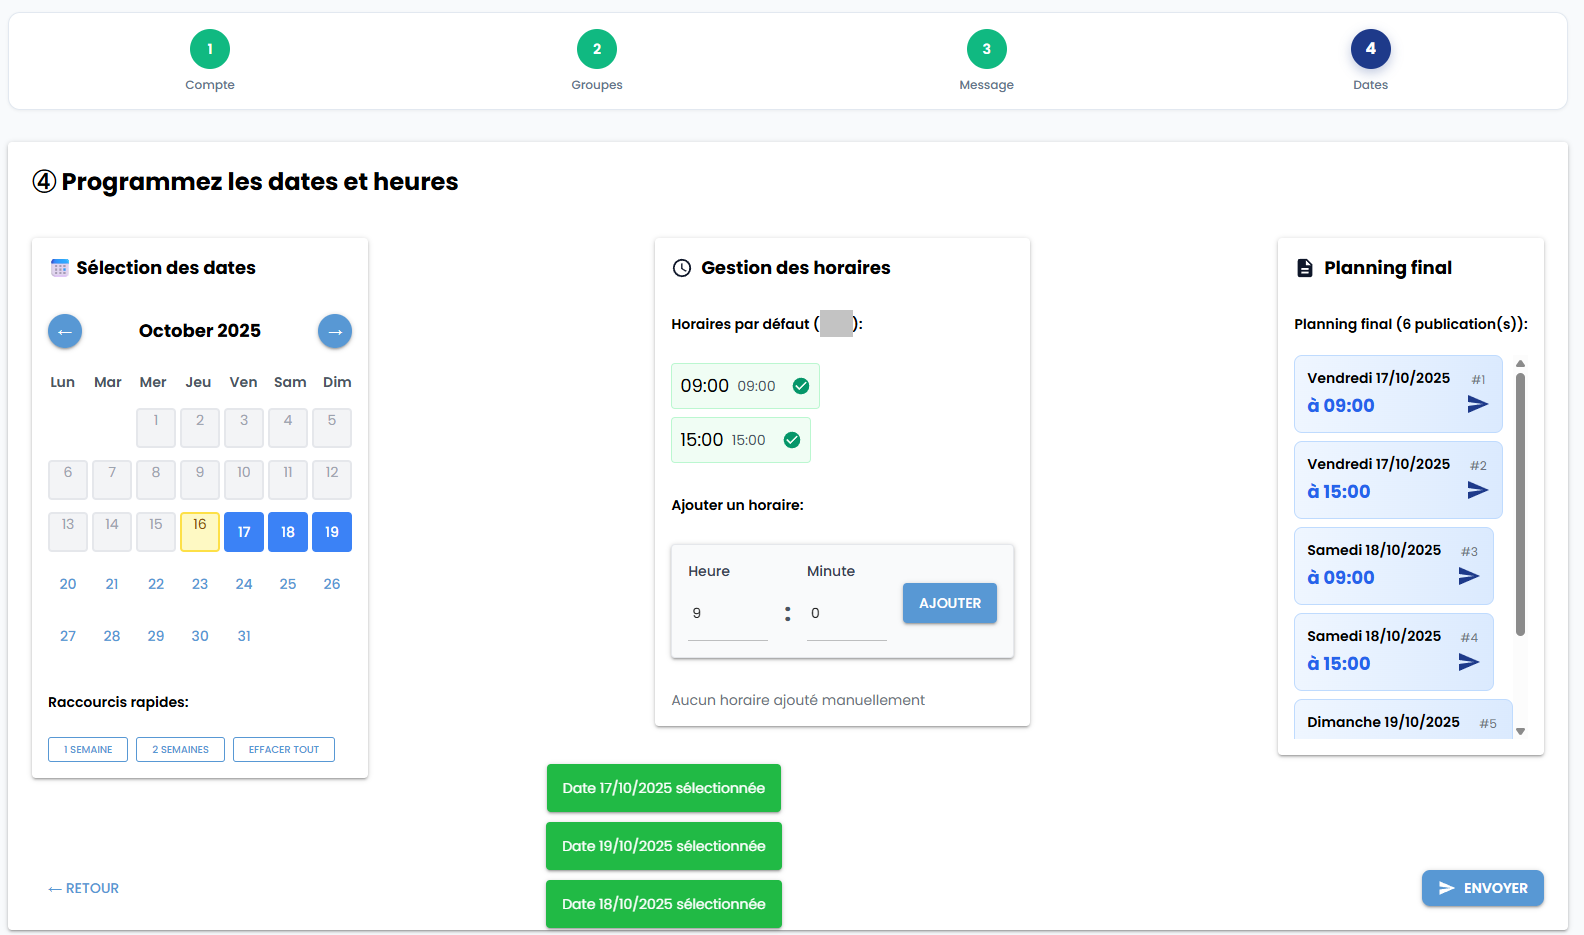 1
Compte
2
Groupes
3
Message
4
Dates
④ Programmez les dates et heures
Sélection des dates
← October 2025 →
Lun Mar Mer Jeu Ven Sam Dim
1 2 3 4 5
6 7 8 9 10 11 12
13 14 15 16 17 18 19
20 21 22 23 24 25 26
27 28 29 30 31
Raccourcis rapides:
1 SEMAINE 2 SEMAINES EFFACER TOUT
Gestion des horaires
Horaires par défaut ( ):
09:00 09:00
15:00 15:00
Ajouter un horaire:
Heure Minute
9 : 0
AJOUTER
Aucun horaire ajouté manuellement
Planning final
Planning final (6 publication(s)):
Vendredi 17/10/2025 #1
à 09:00
Vendredi 17/10/2025 #2
à 15:00
Samedi 18/10/2025 #3
à 09:00
Samedi 18/10/2025 #4
à 15:00
Dimanche 19/10/2025 #5
Date 17/10/2025 sélectionnée
Date 19/10/2025 sélectionnée
Date 18/10/2025 sélectionnée
← RETOUR
ENVOYER